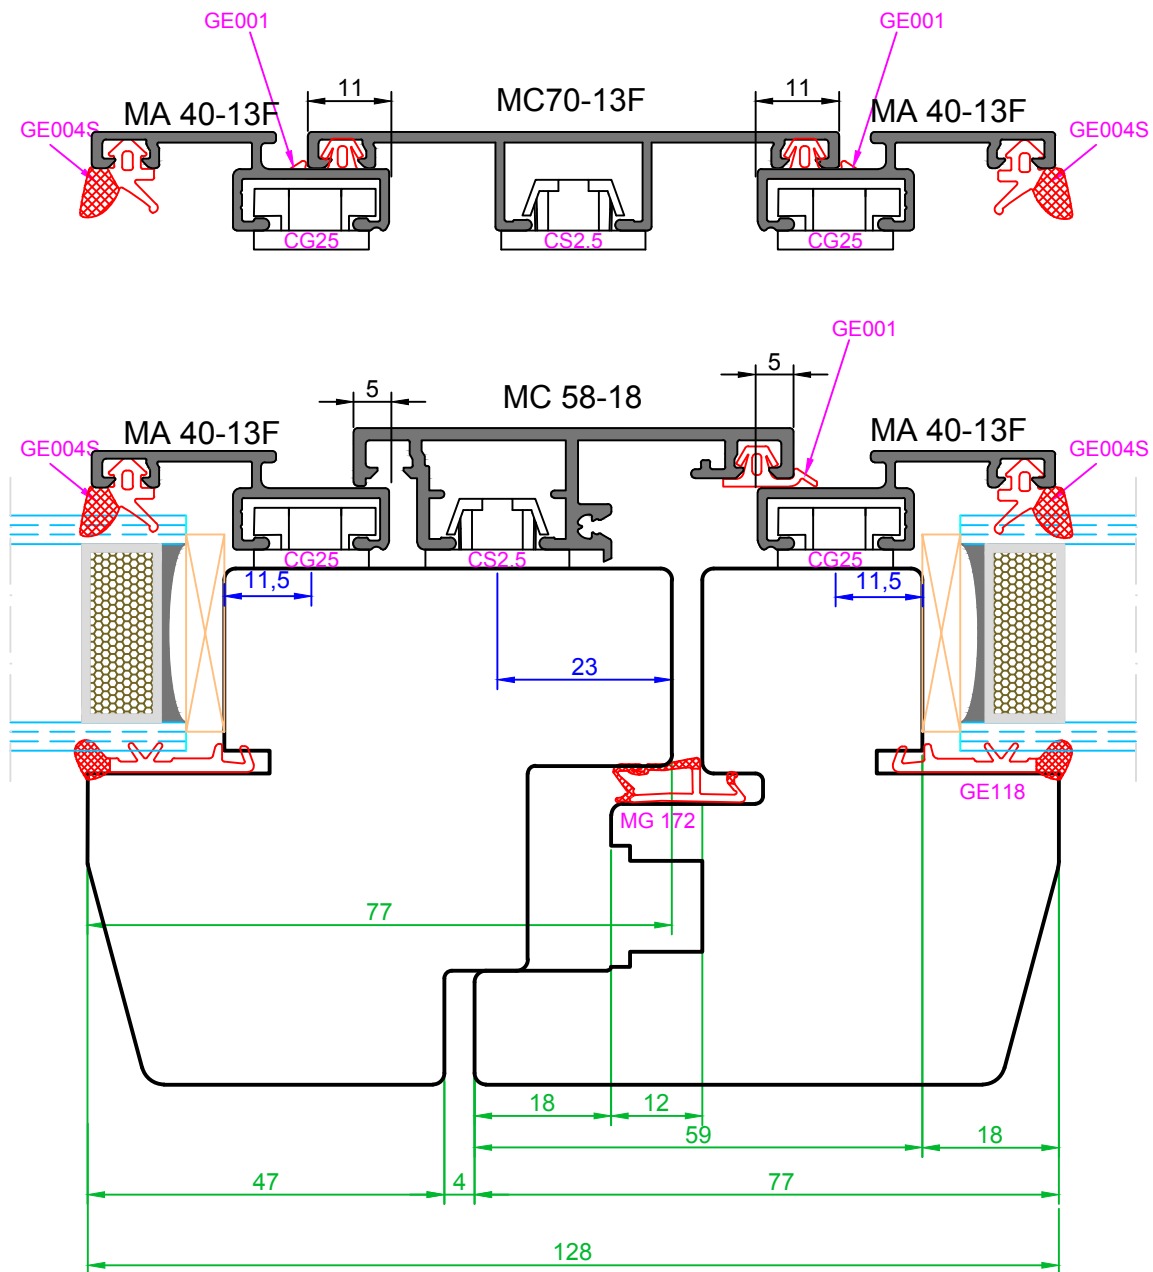 GE001
GE001
11
MC70-13F
11
MA 40-13F
MA 40-13F
GE004S
GE004S
CG25
CS2.5
CG25
GE001
5
MC 58-18
5
MA 40-13F
MA 40-13F
GE004S
GE004S
CG25
CS2.5
CG25
11,5
11,5
23
GE118
MG 172
77
18
12
59
18
47
4
77
128